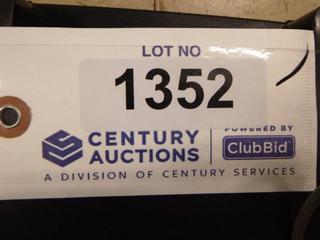 LOT NO
1352
POWERED BY
CENTURY
AUCTIONS
ClubBid
A DIVISION OF CENTURY SERVICES